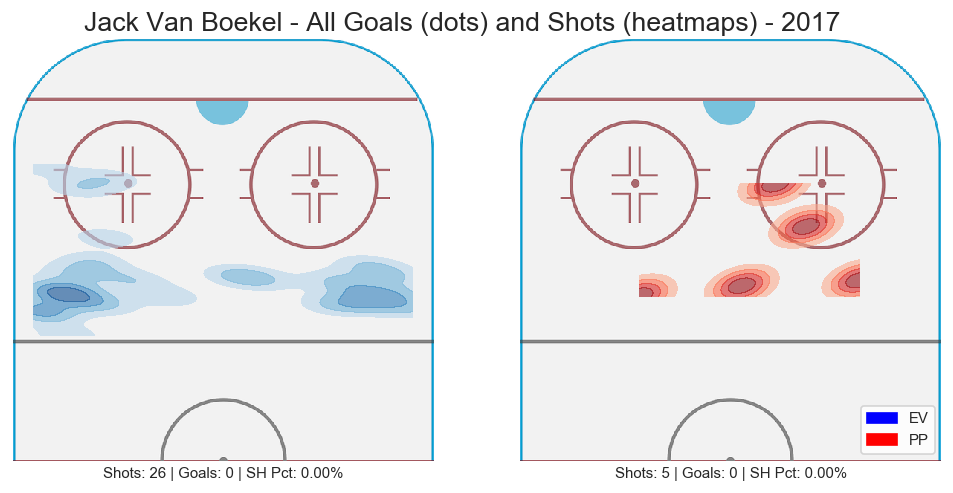 Jack Van Boekel - All Goals (dots) and Shots (heatmaps) - 2017
EV
PP
Shots: 26 | Goals: 0 | SH Pct: 0.00%
Shots: 5 | Goals: 0 | SH Pct: 0.00%